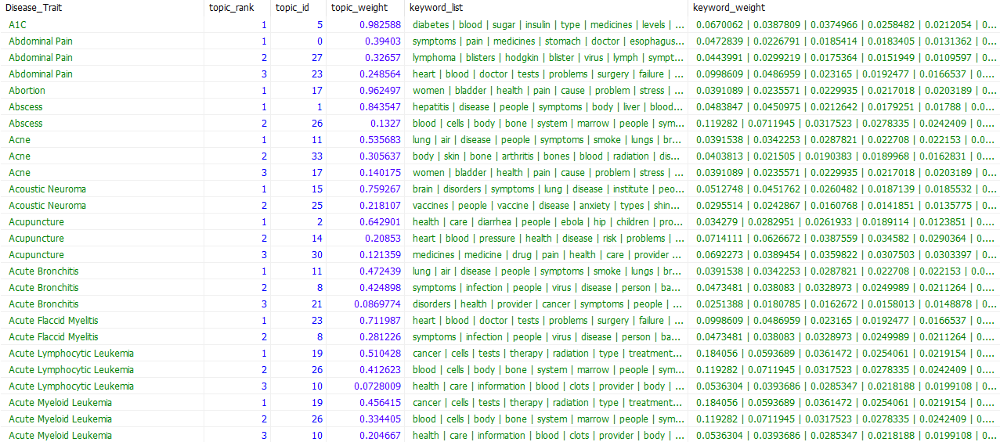 Disease_Trait topic_rank topic_id topic_weight keyword_list keyword_weight
A1C 1 5 0.982588 diabetes | blood | sugar | insulin | type | medicines | levels | ... 0.0670062 | 0.0387809 | 0.0374966 | 0.0258482 | 0.0212054 | 0...
Abdominal Pain 1 0 0.39403 symptoms | pain | medicines | stomach | doctor | esophagus... 0.0472839 | 0.0226791 | 0.0185414 | 0.0183405 | 0.0131362 | 0....
Abdominal Pain 2 27 0.32657 lymphoma | blisters | hodgkin | blister | virus | lymph | sympt... 0.0443991 | 0.0299219 | 0.0175364 | 0.0151949 | 0.0109597 | 0....
Abdominal Pain 3 23 0.248564 heart | blood | doctor | tests | problems | surgery | failure | ... 0.0998609 | 0.0486959 | 0.023165 | 0.0192477 | 0.0166537 | 0....
Abortion 1 17 0.962497 women | bladder | health | pain | cause | problem | stress | ... 0.0391089 | 0.0235571 | 0.0229935 | 0.0217018 | 0.0203189 | 0...
Abscess 1 1 0.843547 hepatitis | disease | people | symptoms | body | liver | blood... 0.0483847 | 0.0450975 | 0.0212642 | 0.0179251 | 0.01788 | 0.0...
Abscess 2 26 0.1327 blood | cells | body | bone | system | marrow | people | sym... 0.119282 | 0.0711945 | 0.0317523 | 0.0278335 | 0.0242409 | 0....
Acne 1 11 0.535683 lung | air | disease | people | symptoms | smoke | lungs | br... 0.0391538 | 0.0342253 | 0.0287821 | 0.022708 | 0.022153 | 0.0...
Acne 2 33 0.305637 body | skin | bone | arthritis | bones | blood | radiation | dis... 0.0403813 | 0.021505 | 0.0190383 | 0.0189968 | 0.0162831 | 0....
Acne 3 17 0.140175 women | bladder | health | pain | cause | problem | stress | ... 0.0391089 | 0.0235571 | 0.0229935 | 0.0217018 | 0.0203189 | 0...
Acoustic Neuroma 1 15 0.759267 brain | disorders | symptoms | lung | disease | institute | peo... 0.0512748 | 0.0451762 | 0.0260482 | 0.0187139 | 0.0185532 | 0...
Acoustic Neuroma 2 25 0.218107 vaccines | people | vaccine | disease | anxiety | types | shin... 0.0295514 | 0.0242867 | 0.0160768 | 0.0141851 | 0.0135775 | 0...
Acupuncture 1 2 0.642901 health | care | diarrhea | people | ebola | hip | children | pro... 0.034279 | 0.0282951 | 0.0261933 | 0.0189114 | 0.0123851 | 0....
Acupuncture 2 14 0.20853 heart | blood | pressure | health | disease | risk | problems | ... 0.0714111 | 0.0626672 | 0.0387559 | 0.034582 | 0.0290364 | 0...
Acupuncture 3 30 0.121359 medicines | medicine | drug | pain | health | care | provider ... 0.0692273 | 0.0389454 | 0.0359822 | 0.0307503 | 0.0303397 | 0...
Acute Bronchitis 1 11 0.472439 lung | air | disease | people | symptoms | smoke | lungs | br... 0.0391538 | 0.0342253 | 0.0287821 | 0.022708 | 0.022153 | 0.0...
Acute Bronchitis 2 8 0.424898 symptoms | infection | people | virus | disease | person | ba... 0.0473481 | 0.038083 | 0.0328973 | 0.0249989 | 0.0211264 | 0....
Acute Bronchitis 3 21 0.0869774 disorders | health | provider | cancer | symptoms | people | ... 0.0251388 | 0.0180785 | 0.0162672 | 0.0158013 | 0.0148878 | 0...
Acute Flaccid Myelitis 1 23 0.711987 heart | blood | doctor | tests | problems | surgery | failure | ... 0.0998609 | 0.0486959 | 0.023165 | 0.0192477 | 0.0166537 | 0....
Acute Flaccid Myelitis 2 8 0.281226 symptoms | infection | people | virus | disease | person | ba... 0.0473481 | 0.038083 | 0.0328973 | 0.0249989 | 0.0211264 | 0....
Acute Lymphocytic Leukemia 1 19 0.510428 cancer | cells | tests | therapy | radiation | type | treatment... 0.184056 | 0.0593689 | 0.0361472 | 0.0254061 | 0.0219154 | 0....
Acute Lymphocytic Leukemia 2 26 0.412623 blood | cells | body | bone | system | marrow | people | sym... 0.119282 | 0.0711945 | 0.0317523 | 0.0278335 | 0.0242409 | 0....
Acute Lymphocytic Leukemia 3 10 0.0728009 health | care | information | blood | clots | provider | body | ... 0.0536304 | 0.0393686 | 0.0285347 | 0.0218188 | 0.0199108 | 0...
Acute Myeloid Leukemia 1 19 0.456415 cancer | cells | tests | therapy | radiation | type | treatment... 0.184056 | 0.0593689 | 0.0361472 | 0.0254061 | 0.0219154 | 0....
Acute Myeloid Leukemia 2 26 0.334405 blood | cells | body | bone | system | marrow | people | sym... 0.119282 | 0.0711945 | 0.0317523 | 0.0278335 | 0.0242409 | 0....
Acute Myeloid Leukemia 3 10 0.204667 health | care | information | blood | clots | provider | body | ... 0.0536304 | 0.0393686 | 0.0285347 | 0.0218188 | 0.0199108 | 0...